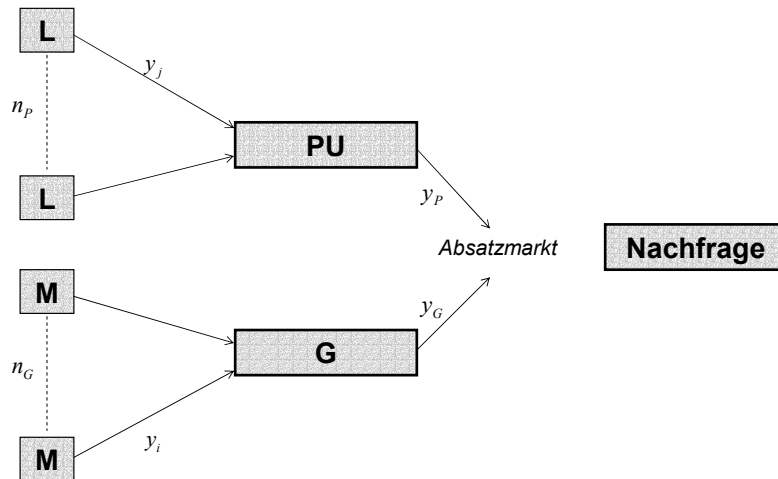 L
y_j
n_P
PU
L
y_P
Absatzmarkt
Nachfrage
M
y_G
G
n_G
M
y_i